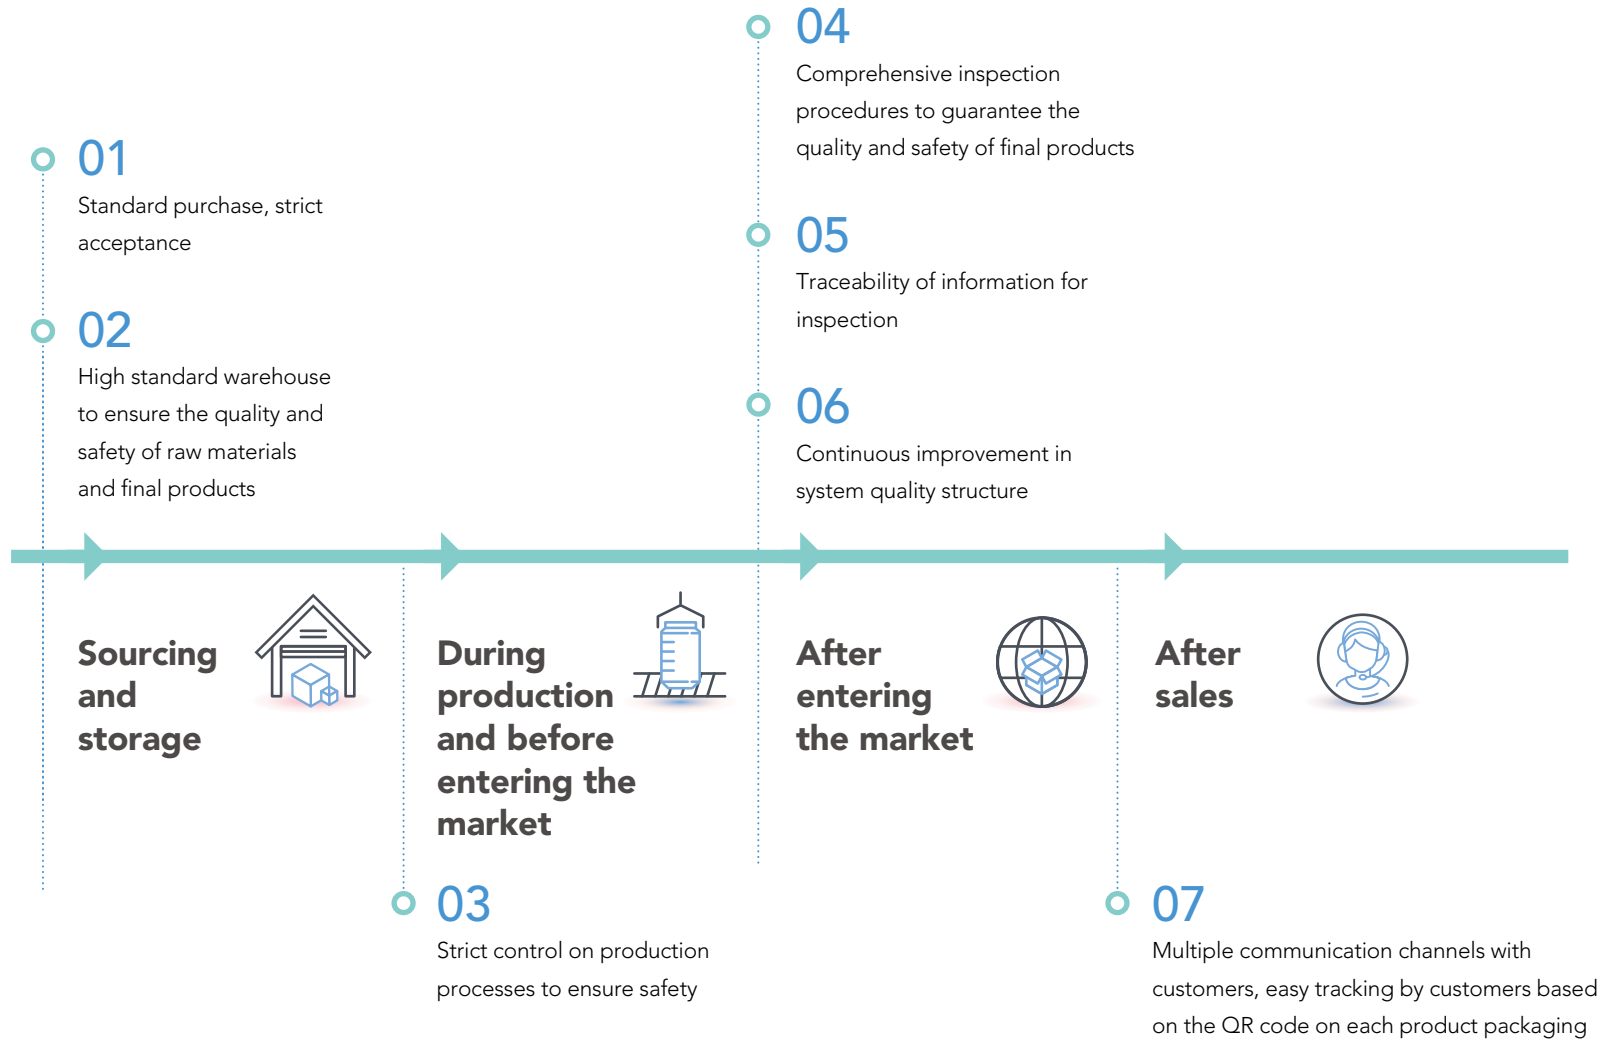 01
Standard purchase, strict
acceptance
02
High standard warehouse
to ensure the quality and
safety of raw materials
and final products
04
Comprehensive inspection
procedures to guarantee the
quality and safety of final products
05
Traceability of information for
inspection
06
Continuous improvement in
system quality structure
Sourcing
and
storage
During
production
and before
entering the
market
After
entering
the market
After
sales
03
Strict control on production
processes to ensure safety
07
Multiple communication channels with
customers, easy tracking by customers based
on the QR code on each product packaging